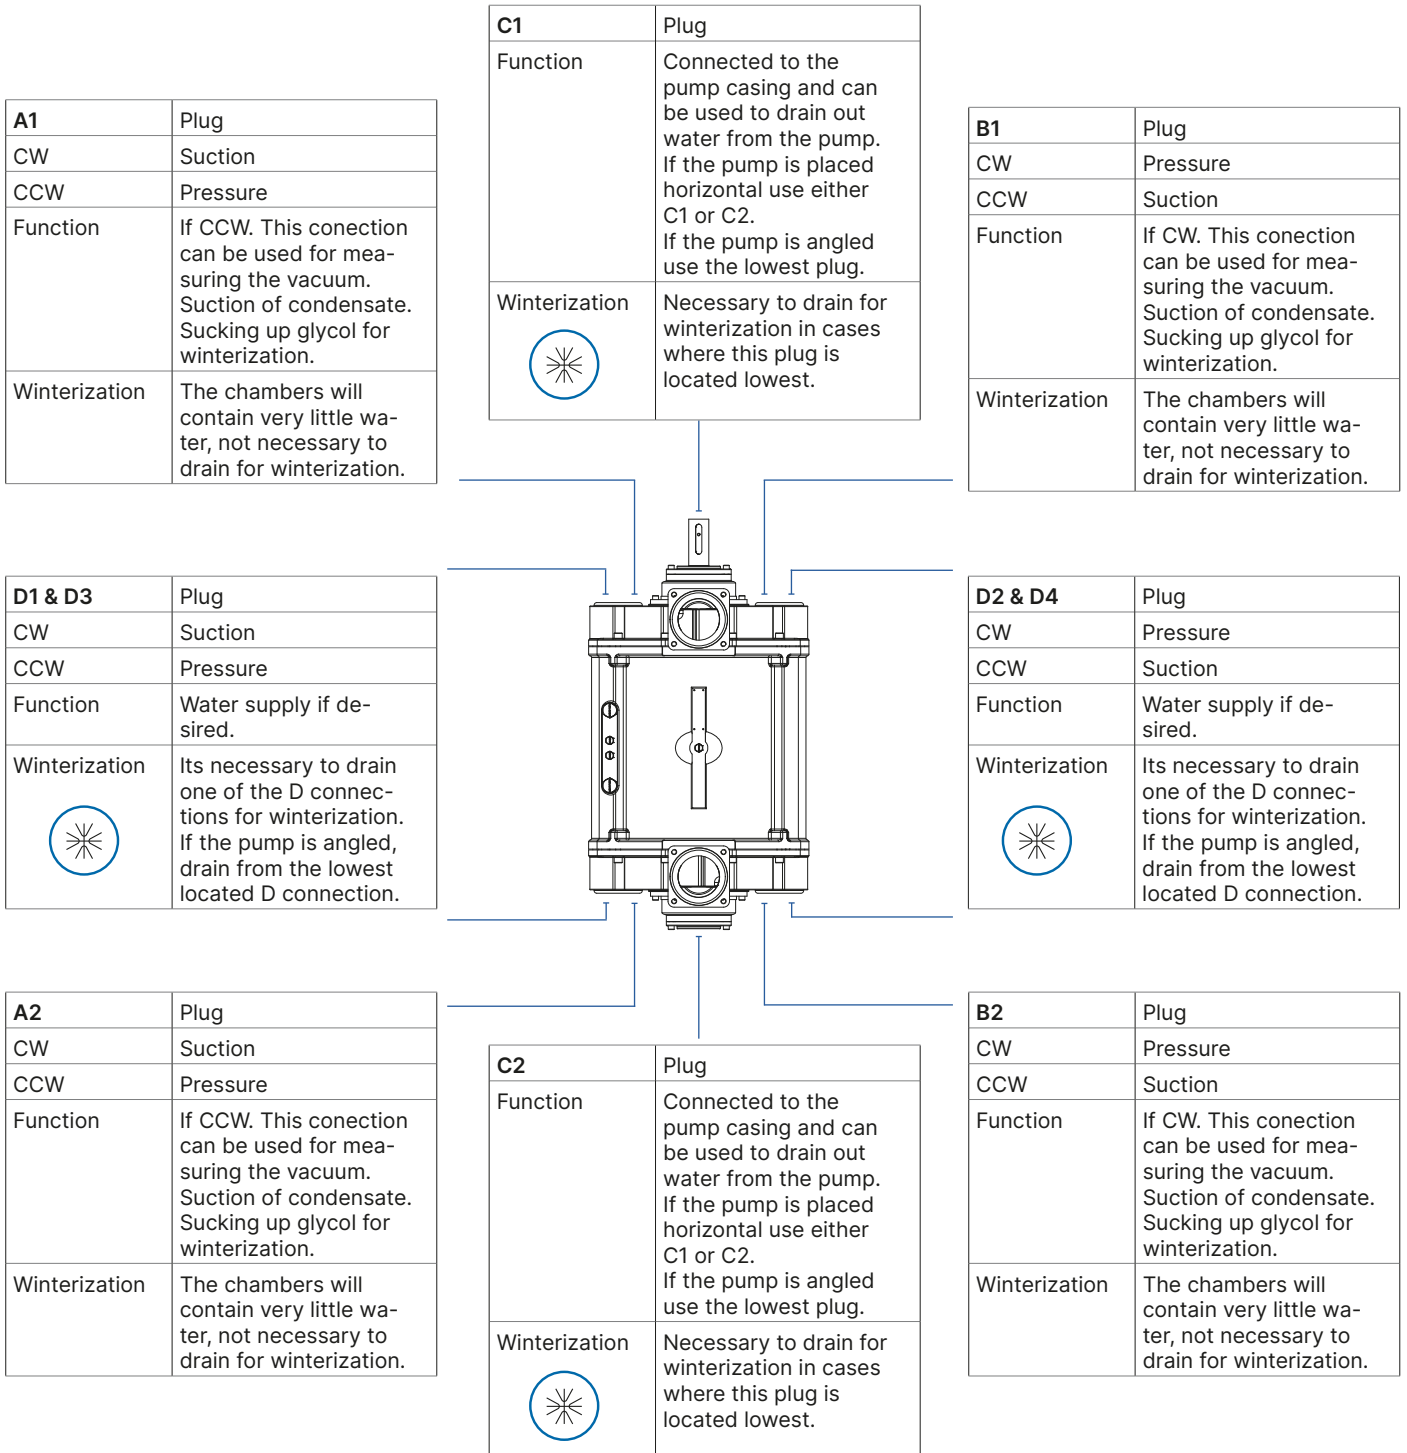 C1 Plug
Function Connected to the
pump casing and can
be used to drain out
water from the pump.
If the pump is placed
horizontal use either
C1 or C2.
If the pump is angled
use the lowest plug.
Winterization Necessary to drain for
winterization in cases
where this plug is
located lowest.
A1 Plug
CW Suction
CCW Pressure
Function If CCW. This conection
can be used for mea-
suring the vacuum.
Suction of condensate.
Sucking up glycol for
winterization.
Winterization The chambers will
contain very little wa-
ter, not necessary to
drain for winterization.
B1 Plug
CW Pressure
CCW Suction
Function If CW. This conection
can be used for mea-
suring the vacuum.
Suction of condensate.
Sucking up glycol for
winterization.
Winterization The chambers will
contain very little wa-
ter, not necessary to
drain for winterization.
D1 & D3 Plug
CW Suction
CCW Pressure
Function Water supply if de-
sired.
Winterization Its necessary to drain
one of the D connec-
tions for winterization.
If the pump is angled,
drain from the lowest
located D connection.
D2 & D4 Plug
CW Pressure
CCW Suction
Function Water supply if de-
sired.
Winterization Its necessary to drain
one of the D connec-
tions for winterization.
If the pump is angled,
drain from the lowest
located D connection.
A2 Plug
CW Suction
CCW Pressure
Function If CCW. This conection
can be used for mea-
suring the vacuum.
Suction of condensate.
Sucking up glycol for
winterization.
Winterization The chambers will
contain very little wa-
ter, not necessary to
drain for winterization.
C2 Plug
Function Connected to the
pump casing and can
be used to drain out
water from the pump.
If the pump is placed
horizontal use either
C1 or C2.
If the pump is angled
use the lowest plug.
Winterization Necessary to drain for
winterization in cases
where this plug is
located lowest.
B2 Plug
CW Pressure
CCW Suction
Function If CW. This conection
can be used for mea-
suring the vacuum.
Suction of condensate.
Sucking up glycol for
winterization.
Winterization The chambers will
contain very little wa-
ter, not necessary to
drain for winterization.